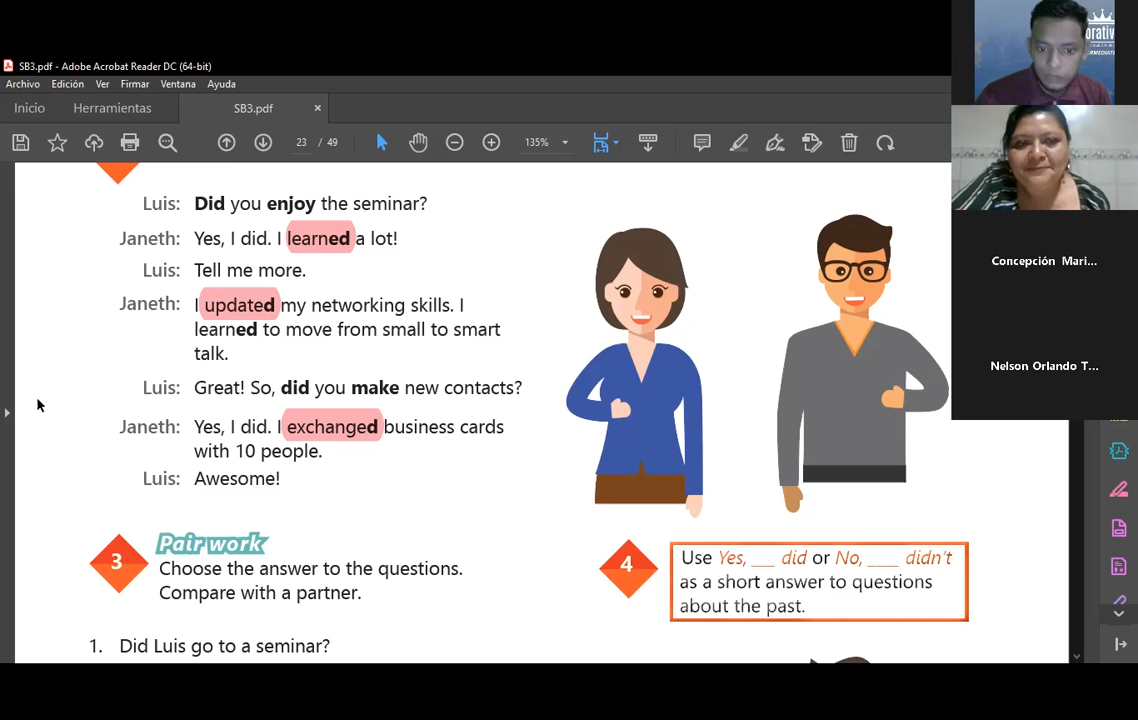 SB3.pdf - Adobe Acrobat Reader DC (64-bit)
Archivo Edición Ver Firmar Ventana Ayuda
Inicio Herramientas SB3.pdf ×
23 / 49 135%
Luis: Did you enjoy the seminar?
Janeth: Yes, I did. I learned a lot!
Luis: Tell me more.
Janeth: I updated my networking skills. I
learned to move from small to smart
talk.
Luis: Great! So, did you make new contacts?
Janeth: Yes, I did. I exchanged business cards
with 10 people.
Luis: Awesome!
3 Pair work
Choose the answer to the questions.
Compare with a partner.
1. Did Luis go to a seminar?
4 Use Yes, __ did or No, ___ didn't
as a short answer to questions
about the past.
Concepción Mari...
Nelson Orlando T...